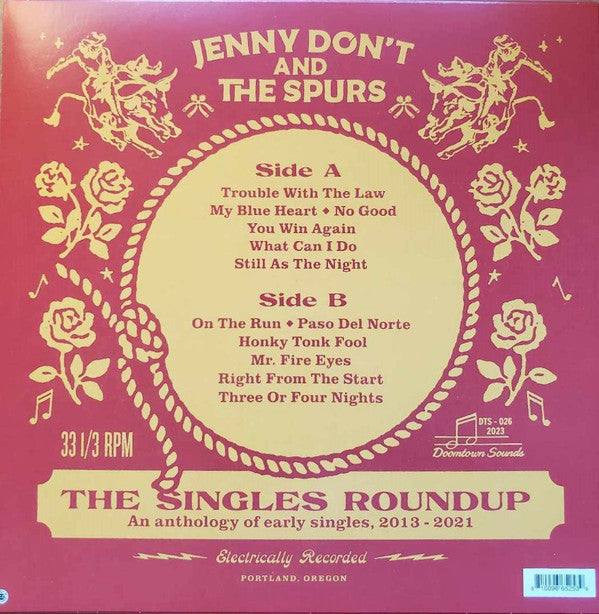 JENNY DON'T
AND
THE SPURS
Side A
Trouble With The Law
My Blue Heart ♦ No Good
You Win Again
What Can I Do
Still As The Night
Side B
On The Run ♦ Paso Del Norte
Honky Tonk Fool
Mr. Fire Eyes
Right From The Start
Three Or Four Nights
33 1/3 RPM
DTS - 026
2023
Doomtown Sounds
THE SINGLES ROUNDUP
An anthology of early singles, 2013 - 2021
Electrically Recorded
PORTLAND, OREGON